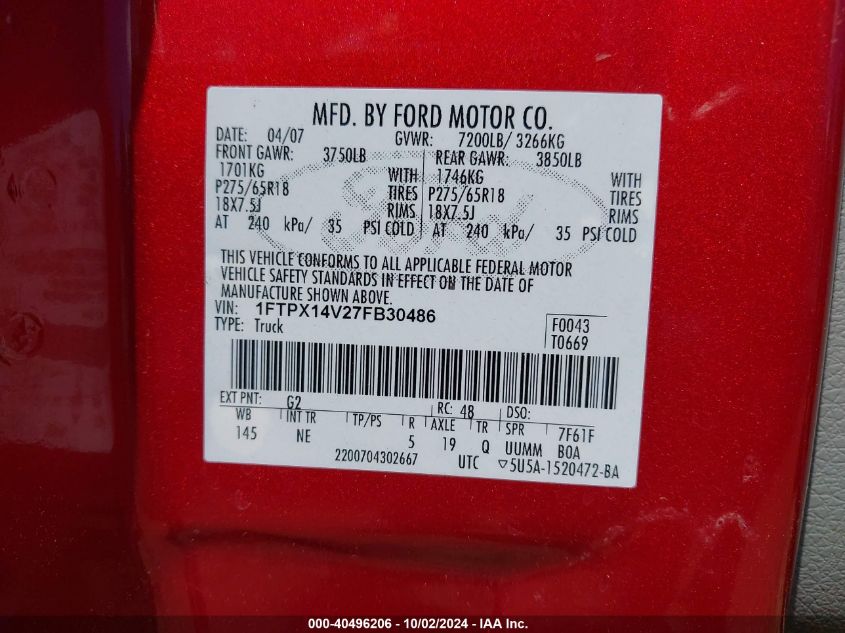 MFD. BY FORD MOTOR CO.
DATE: 04/07 GVWR: 7200LB/ 3266KG
FRONT GAWR: 3750LB REAR GAWR: 3850LB
1701KG WITH 1746KG WITH
P275/65R18 TIRES P275/65R18 TIRES
18X7.5J RIMS 18X7.5J RIMS
AT 240 kPa/ 35 PSI COLD AT 240 kPa/ 35 PSI COLD
Ford
THIS VEHICLE CONFORMS TO ALL APPLICABLE FEDERAL MOTOR
VEHICLE SAFETY STANDARDS IN EFFECT ON THE DATE OF
MANUFACTURE SHOWN ABOVE.
VIN: 1FTPX14V27FB30486
TYPE: Truck
F0043
T0669
EXT PNT: G2 RC: 48 DSO:
WB INT TR TP/PS R AXLE TR SPR 7F61F
145 NE 5 19 Q UUMM BOA
2200704302667 UTC ▽5U5A-1520472-BA
000-40496206 - 10/02/2024 - IAA Inc.